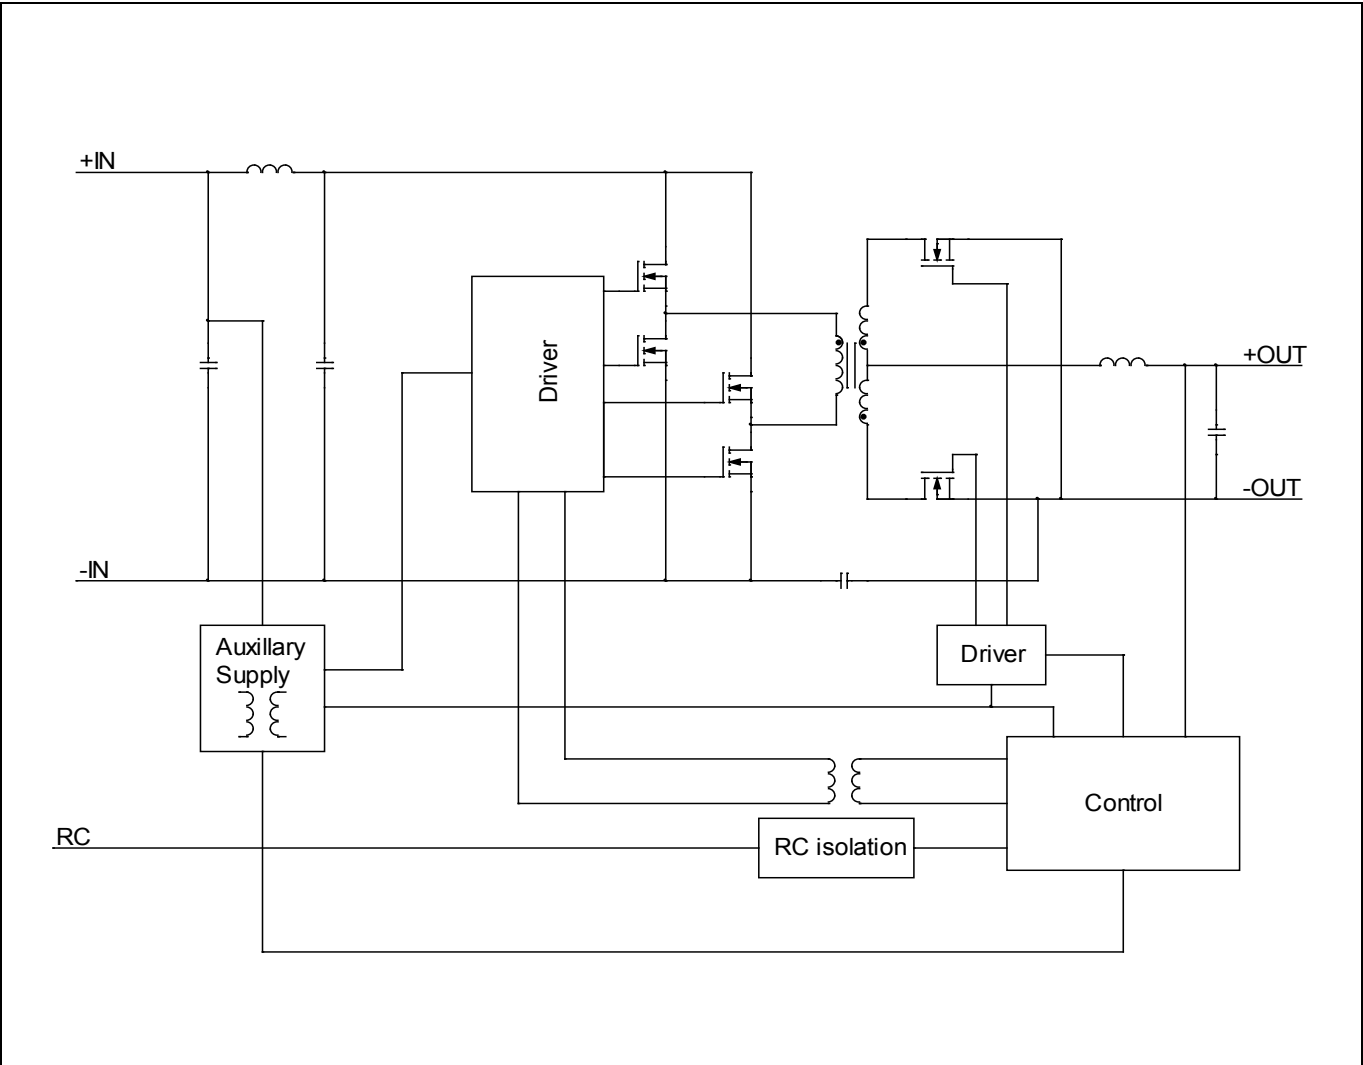 +IN
Driver
+OUT
-OUT
-IN
Auxillary
Supply
Driver
Control
RC
RC isolation